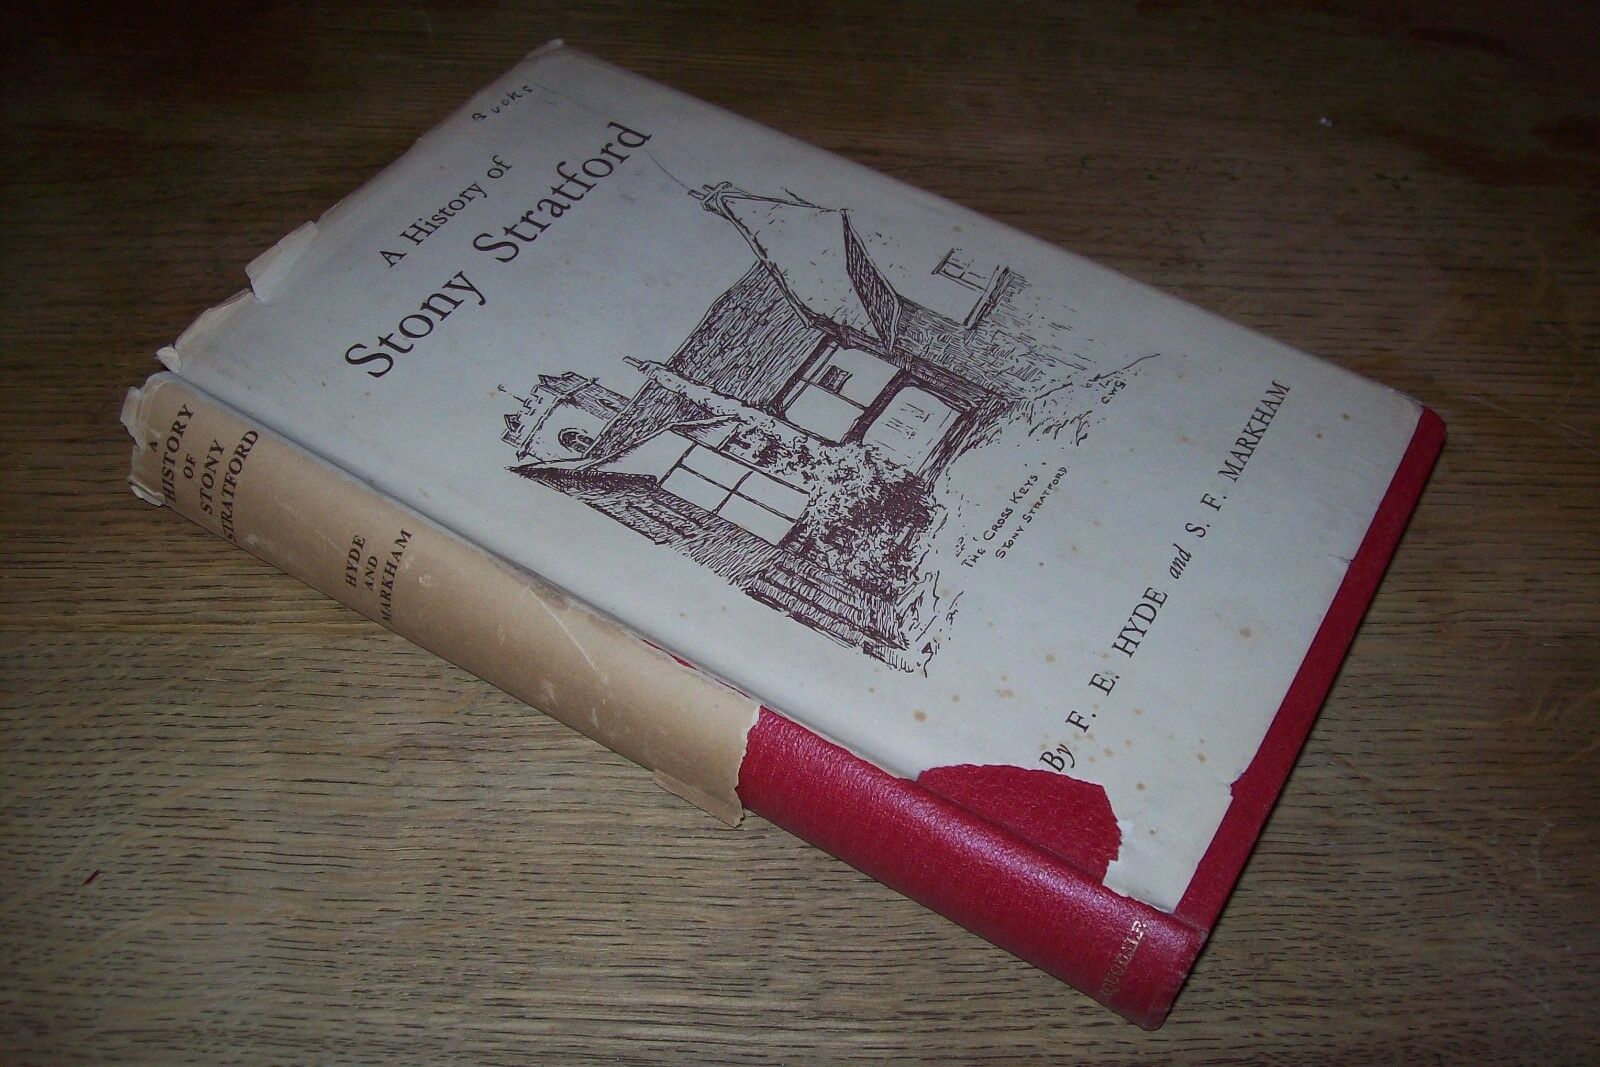 Bucks
A History of
Stony Stratford
C.W.G.
THE CROSS KEYS.
STONY STRATFORD
By F. E. HYDE and S. F. MARKHAM
A
HISTORY
OF
STONY
STRATFORD
HYDE
AND
MARKHAM